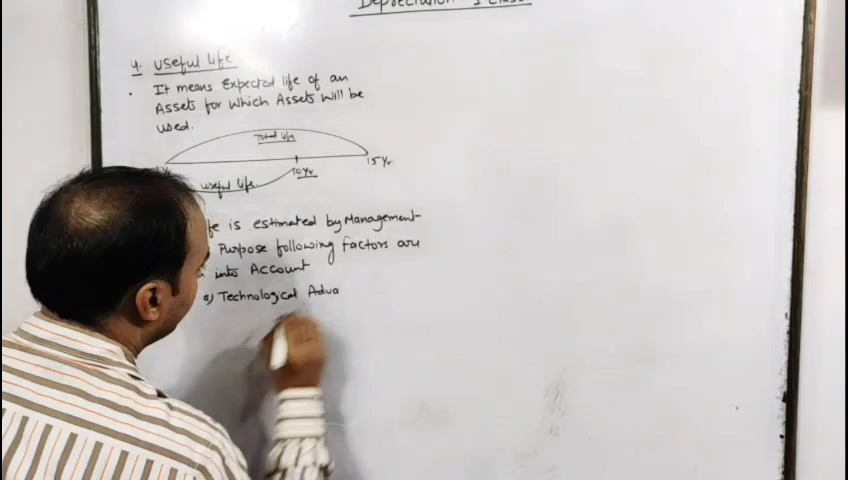 Depreciation - 1 Class
4. Useful life
. It means Expected life of an
Assets for which Assets will be
used.
Total life
15 Yr.
10 Yr
useful life
fe is estimated by Management
Purpose following factors are
into Account
a) Technological Adva